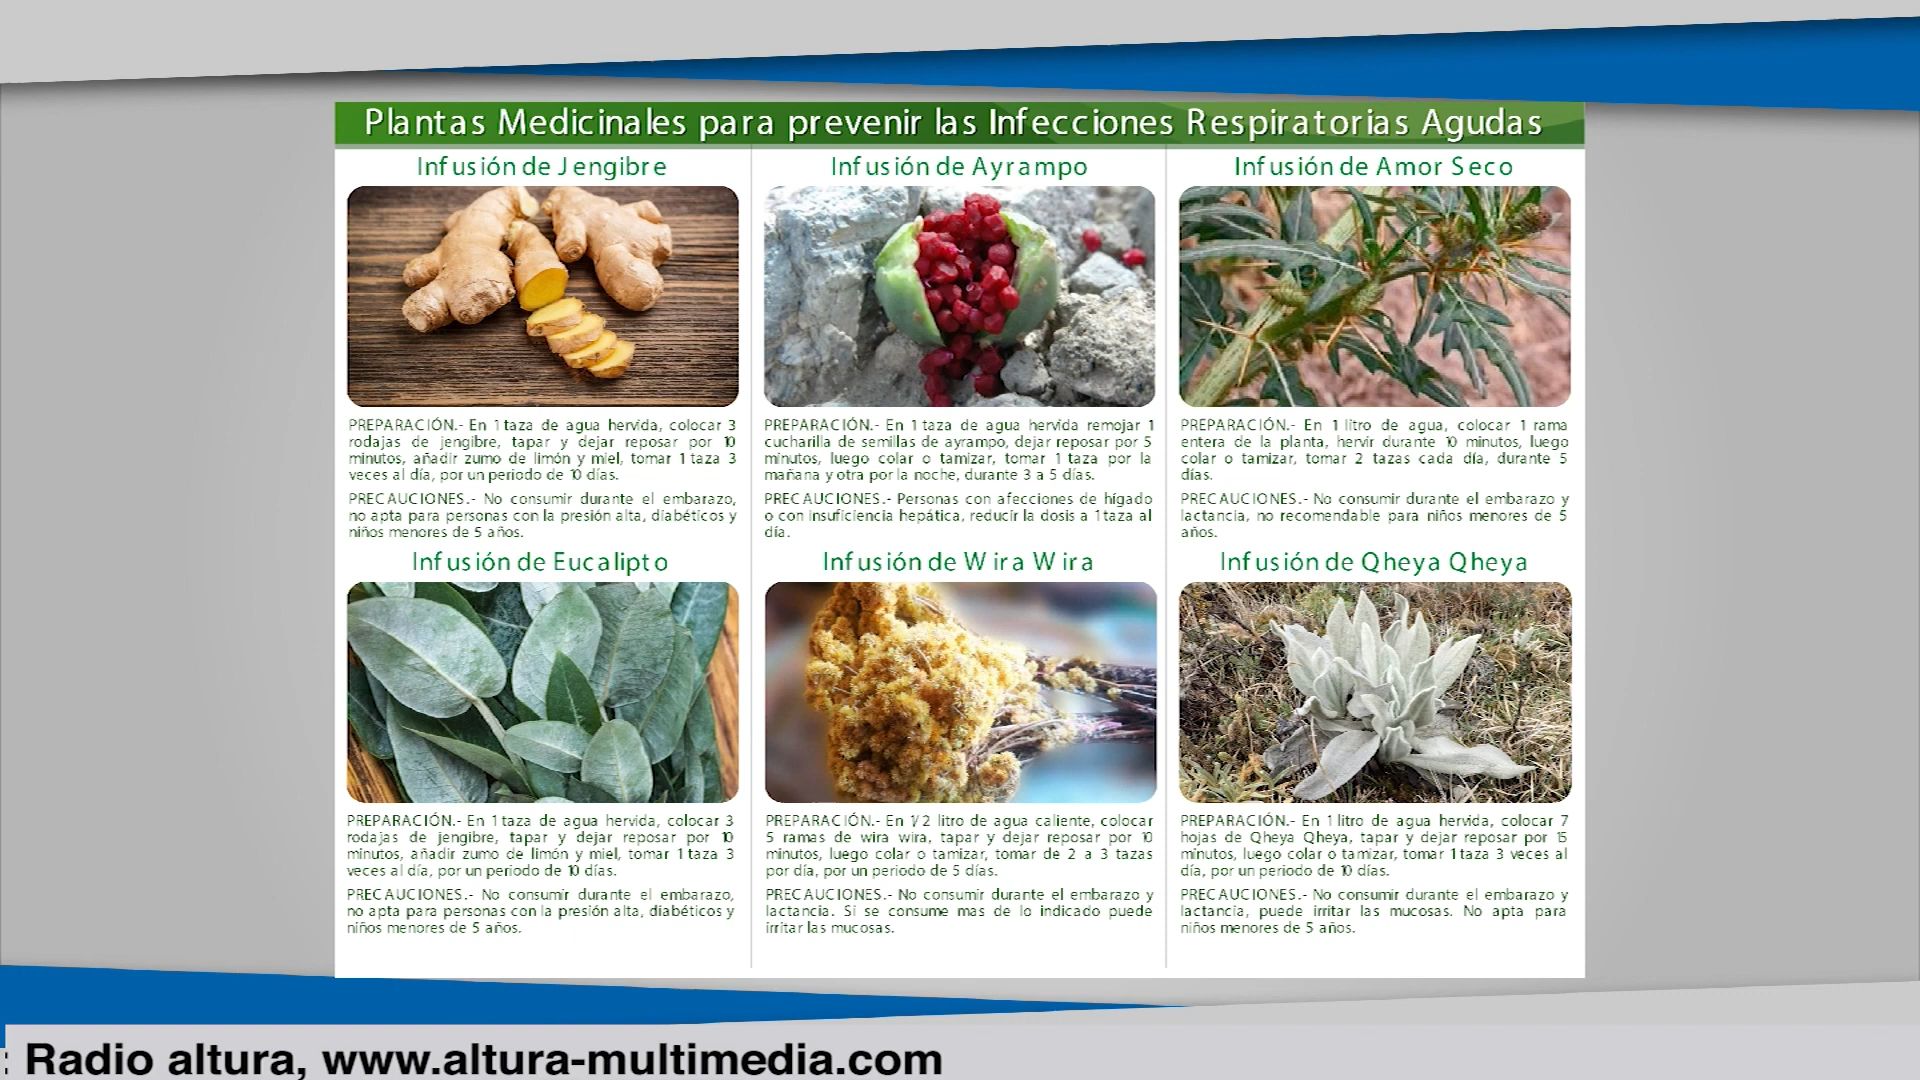 Plantas Medicinales para prevenir las Infecciones Respiratorias Agudas
Infusión de Jengibre
PREPARACIÓN.- En 1 taza de agua hervida, colocar 3
rodajas de jengibre, tapar y dejar reposar por 10
minutos, añadir zumo de limón y miel, tomar 1 taza 3
veces al día, por un periodo de 10 días.
PRECAUCIONES.- No consumir durante el embarazo,
no apta para personas con la presión alta, diabéticos y
niños menores de 5 años.
Infusión de Ayrampo
PREPARACIÓN.- En 1 taza de agua hervida remojar 1
cucharilla de semillas de ayrampo, dejar reposar por 5
minutos, luego colar o tamizar, tomar 1 taza por la
mañana y otra por la noche, durante 3 a 5 días.
PRECAUCIONES.- Personas con afecciones de hígado
o con insuficiencia hepática, reducir la dosis a 1 taza al
día.
Infusión de Amor Seco
PREPARACIÓN.- En 1 litro de agua, colocar 1 rama
entera de la planta, hervir durante 10 minutos, luego
colar o tamizar, tomar 2 tazas cada día, durante 5
días.
PRECAUCIONES.- No consumir durante el embarazo y
lactancia, no recomendable para niños menores de 5
años.
Infusión de Eucalipto
PREPARACIÓN.- En 1 taza de agua hervida, colocar 3
rodajas de jengibre, tapar y dejar reposar por 10
minutos, añadir zumo de limón y miel, tomar 1 taza 3
veces al día, por un periodo de 10 días.
PRECAUCIONES.- No consumir durante el embarazo,
no apta para personas con la presión alta, diabéticos y
niños menores de 5 años.
Infusión de Wira Wira
PREPARACIÓN.- En 1/2 litro de agua caliente, colocar
5 ramas de wira wira, tapar y dejar reposar por 10
minutos, luego colar o tamizar, tomar de 2 a 3 tazas
por día, por un periodo de 5 días.
PRECAUCIONES.- No consumir durante el embarazo y
lactancia. Si se consume mas de lo indicado puede
irritar las mucosas.
Infusión de Qheya Qheya
PREPARACIÓN.- En 1 litro de agua hervida, colocar 7
hojas de Qheya Qheya, tapar y dejar reposar por 15
minutos, luego colar o tamizar, tomar 1 taza 3 veces al
día, por un periodo de 10 días.
PRECAUCIONES.- No consumir durante el embarazo y
lactancia, puede irritar las mucosas. No apta para
niños menores de 5 años.
: Radio altura, www.altura-multimedia.com